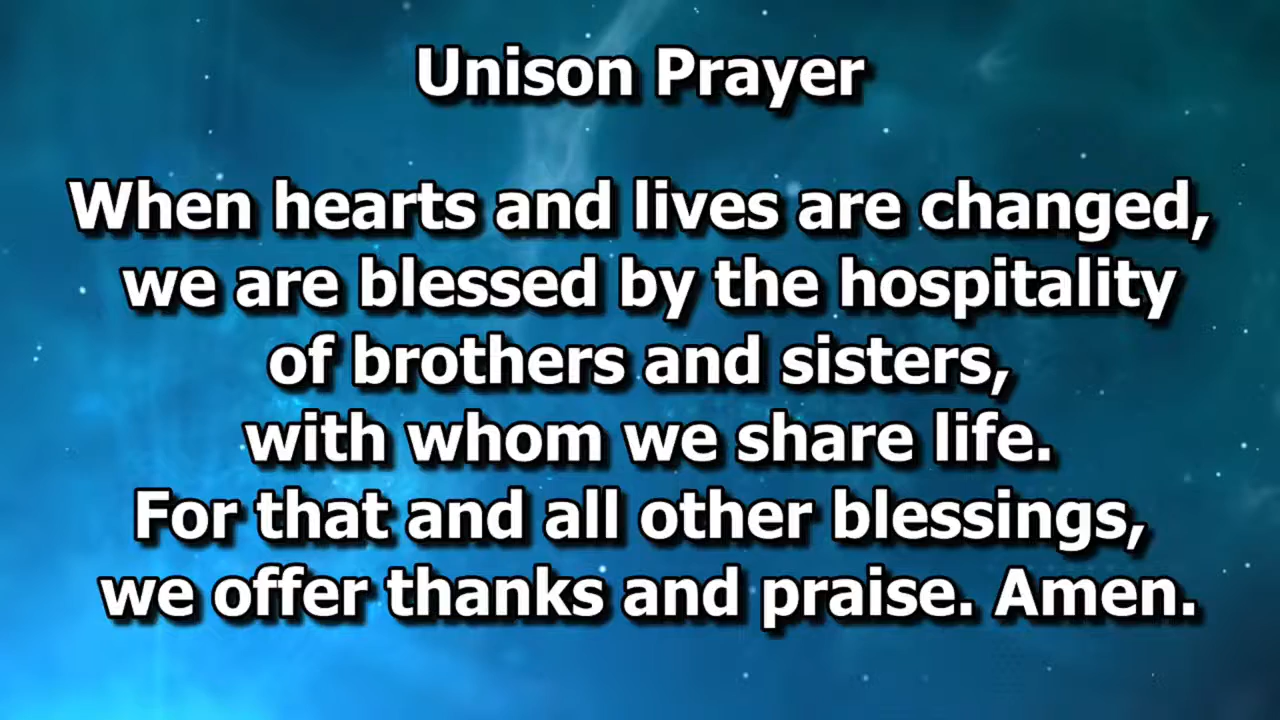 Unison Prayer
When hearts and lives are changed,
we are blessed by the hospitality
of brothers and sisters,
with whom we share life.
For that and all other blessings,
we offer thanks and praise. Amen.